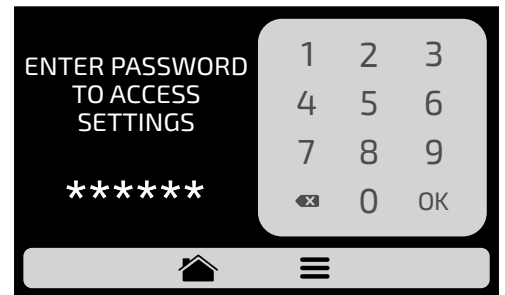 ENTER PASSWORD
TO ACCESS
SETTINGS
******
1 2 3
4 5 6
7 8 9
0 OK